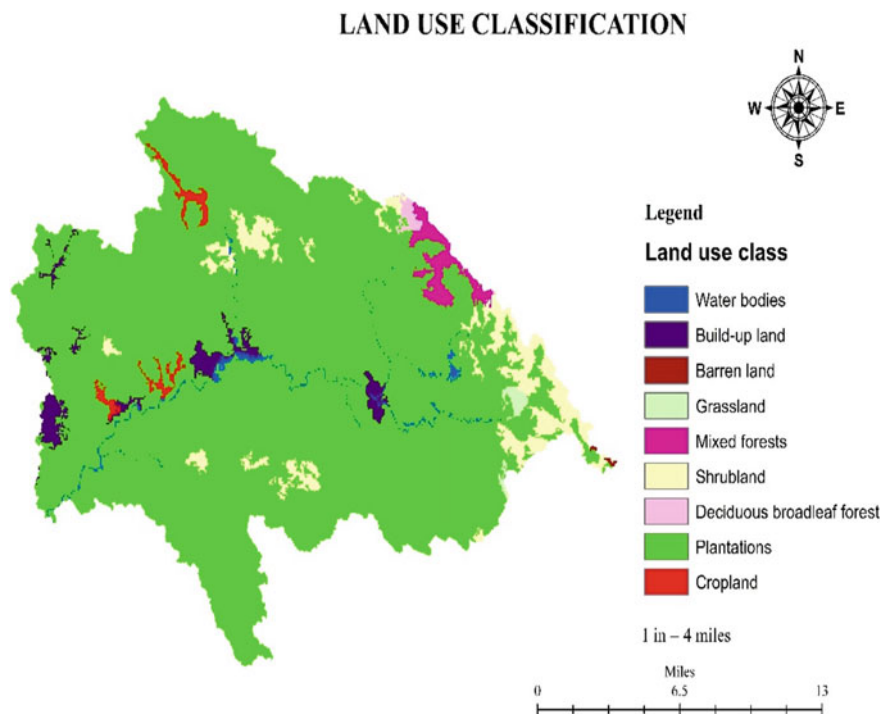 LAND USE CLASSIFICATION
N
W E
S
Legend
Land use class
Water bodies
Build-up land
Barren land
Grassland
Mixed forests
Shrubland
Deciduous broadleaf forest
Plantations
Cropland
1 in – 4 miles
Miles
0 6.5 13